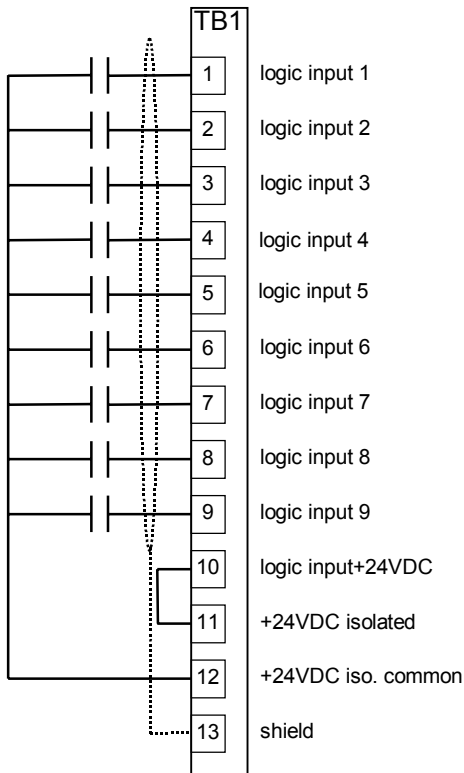 TB1
1 logic input 1
2 logic input 2
3 logic input 3
4 logic input 4
5 logic input 5
6 logic input 6
7 logic input 7
8 logic input 8
9 logic input 9
10 logic input+24VDC
11 +24VDC isolated
12 +24VDC iso. common
13 shield